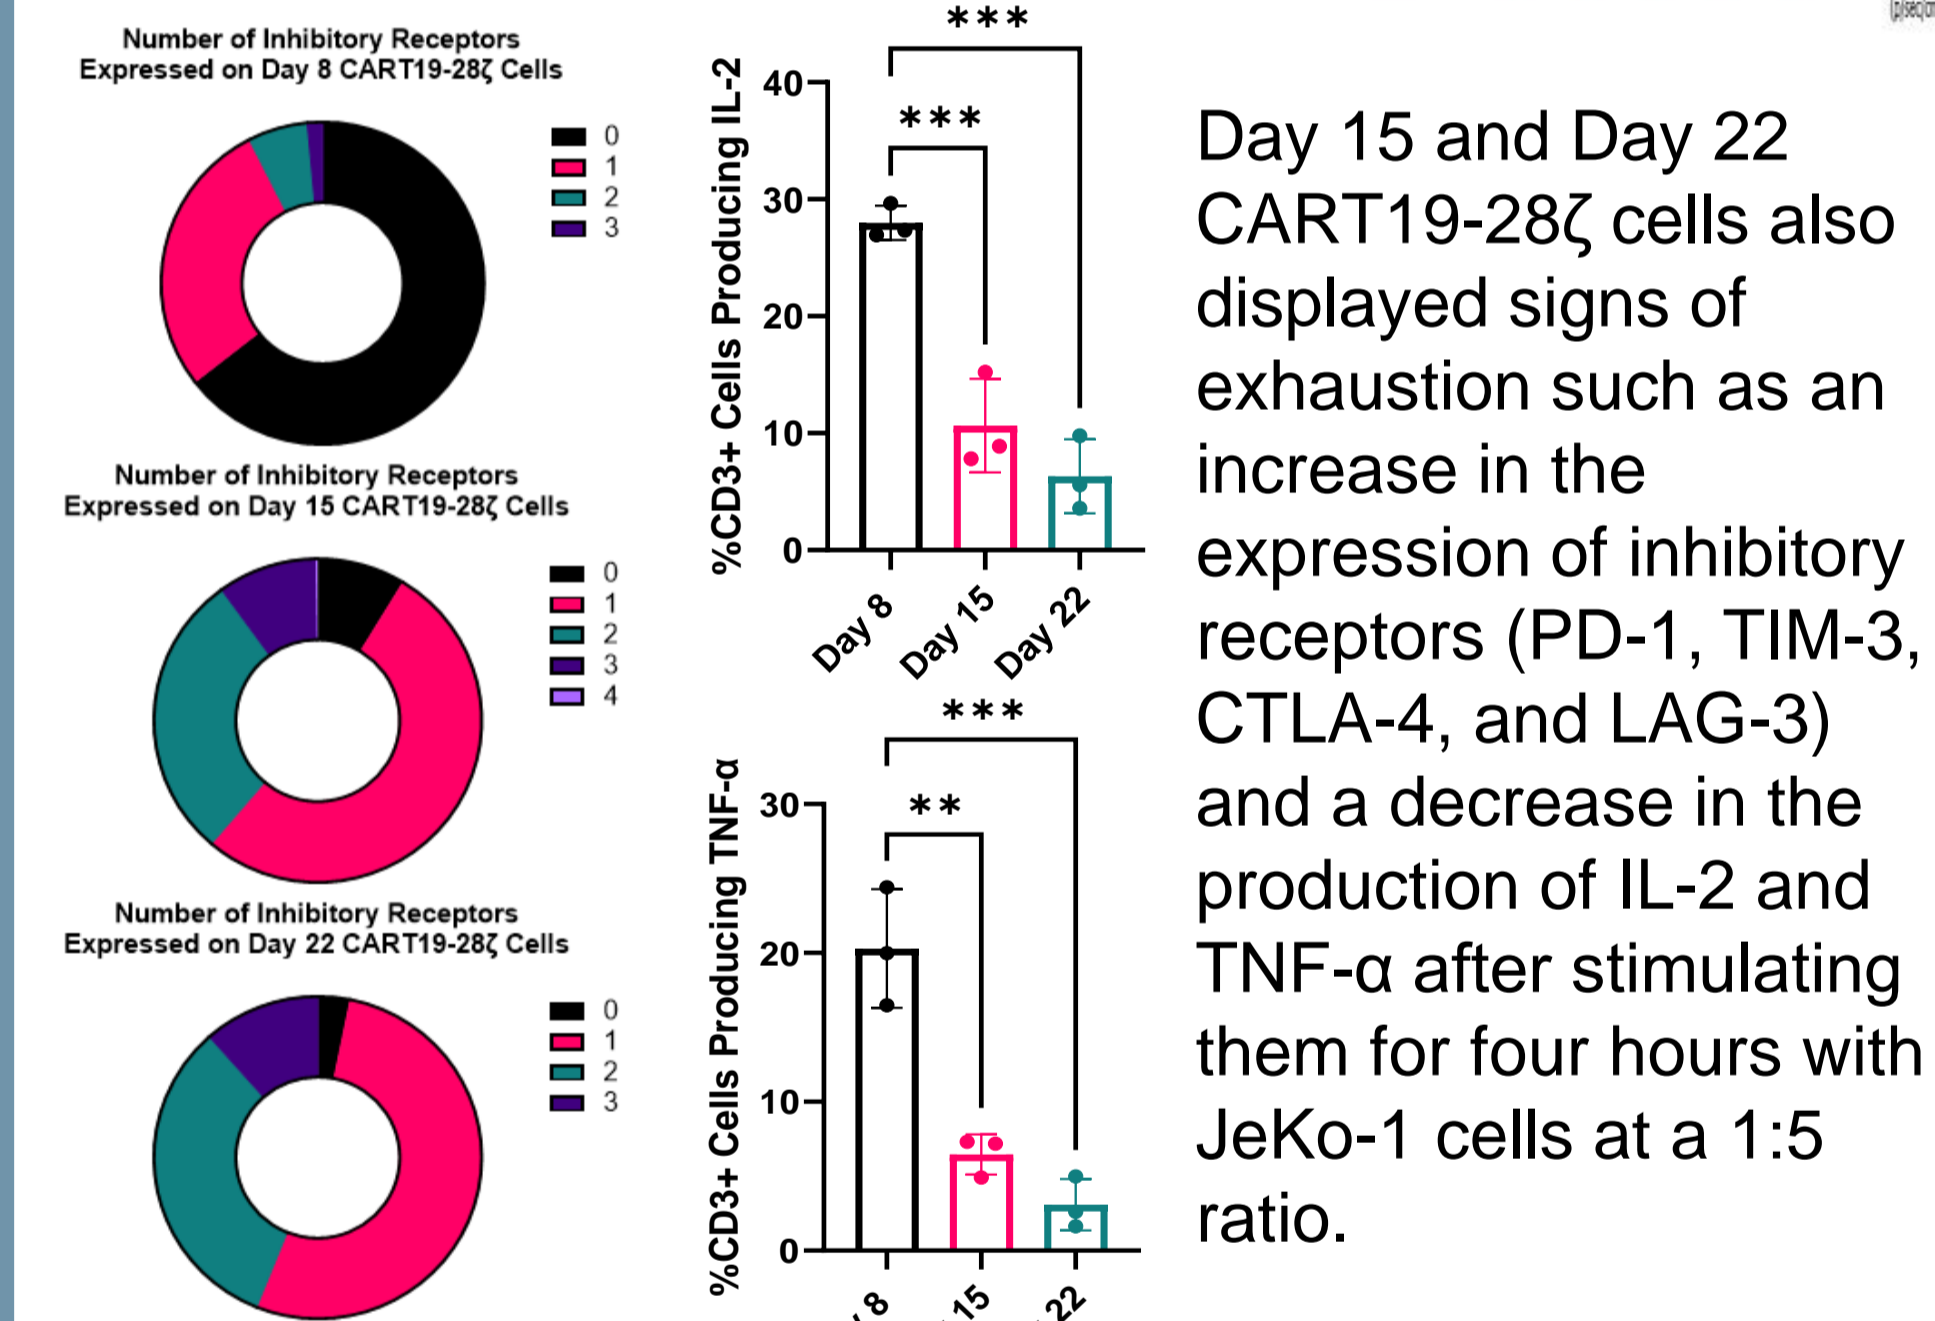 Number of Inhibitory Receptors
Expressed on Day 8 CART19-28ζ Cells
0
1
2
3
Number of Inhibitory Receptors
Expressed on Day 15 CART19-28ζ Cells
0
1
2
3
4
Number of Inhibitory Receptors
Expressed on Day 22 CART19-28ζ Cells
0
1
2
3
%CD3+ Cells Producing IL-2
40
30
20
10
0
***
***
Day 8
Day 15
Day 22
%CD3+ Cells Producing TNF-α
30
20
10
0
***
**
8
15
22
Day 15 and Day 22
CART19-28ζ cells also
displayed signs of
exhaustion such as an
increase in the
expression of inhibitory
receptors (PD-1, TIM-3,
CTLA-4, and LAG-3)
and a decrease in the
production of IL-2 and
TNF-α after stimulating
them for four hours with
JeKo-1 cells at a 1:5
ratio.